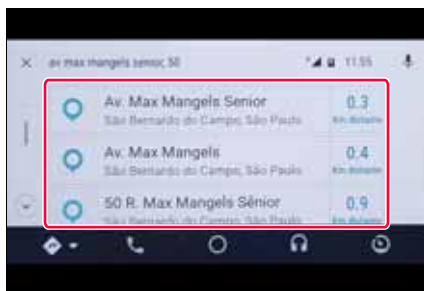 av max mangels senior, 50 11:55
Av. Max Mangels Senior 0.3
São Bernardo do Campo, São Paulo Km distante
Av. Max Mangels 0.4
São Bernardo do Campo, São Paulo Km distante
50 R. Max Mangels Sênior 0.9
São Bernardo do Campo, São Paulo Km distante